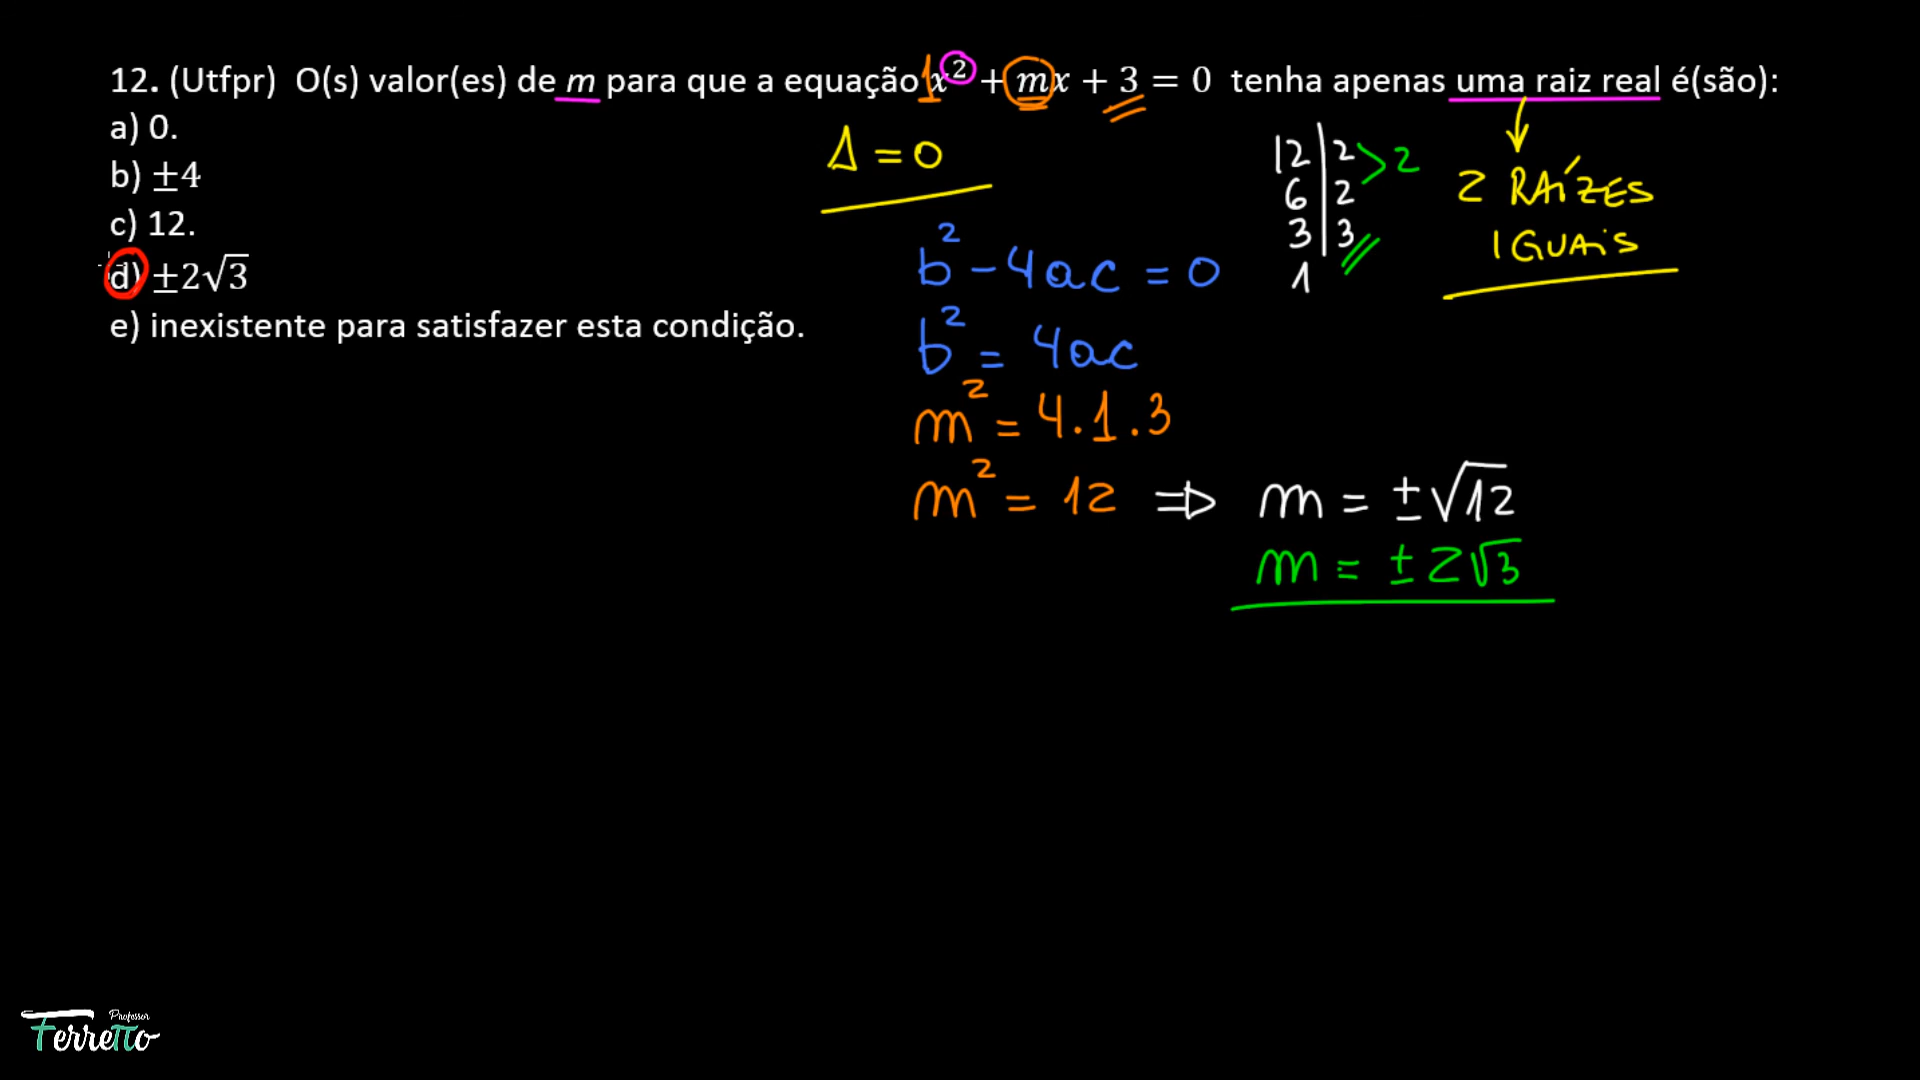 12. (Utfpr) O(s) valor(es) de m para que a equação 1x² + mx + 3 = 0 tenha apenas uma raiz real é(são):
a) 0.
b) ±4
c) 12.
d) ±2√3
e) inexistente para satisfazer esta condição.
Δ = 0
b² - 4ac = 0
b² = 4ac
m² = 4.1.3
m² = 12 ⇒ m = ±√12
m = ±2√3
12 | 2 > 2
6 | 2
3 | 3
1
2 RAÍZES
IGUAIS
Professor
Ferretto